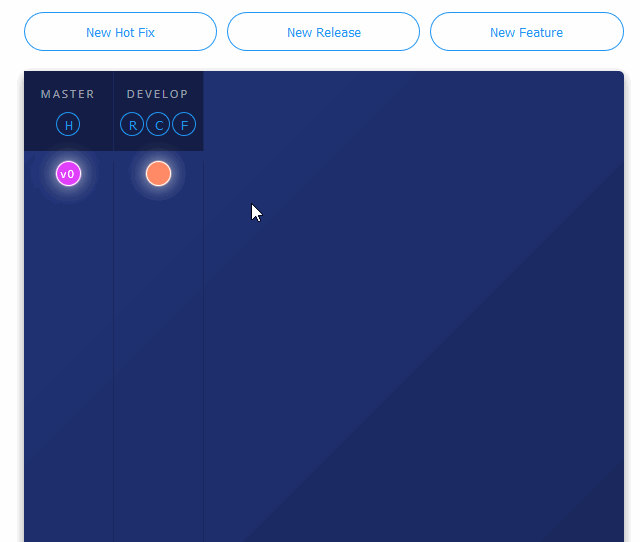 New Hot Fix New Release New Feature
MASTER DEVELOP
H R C F
v0